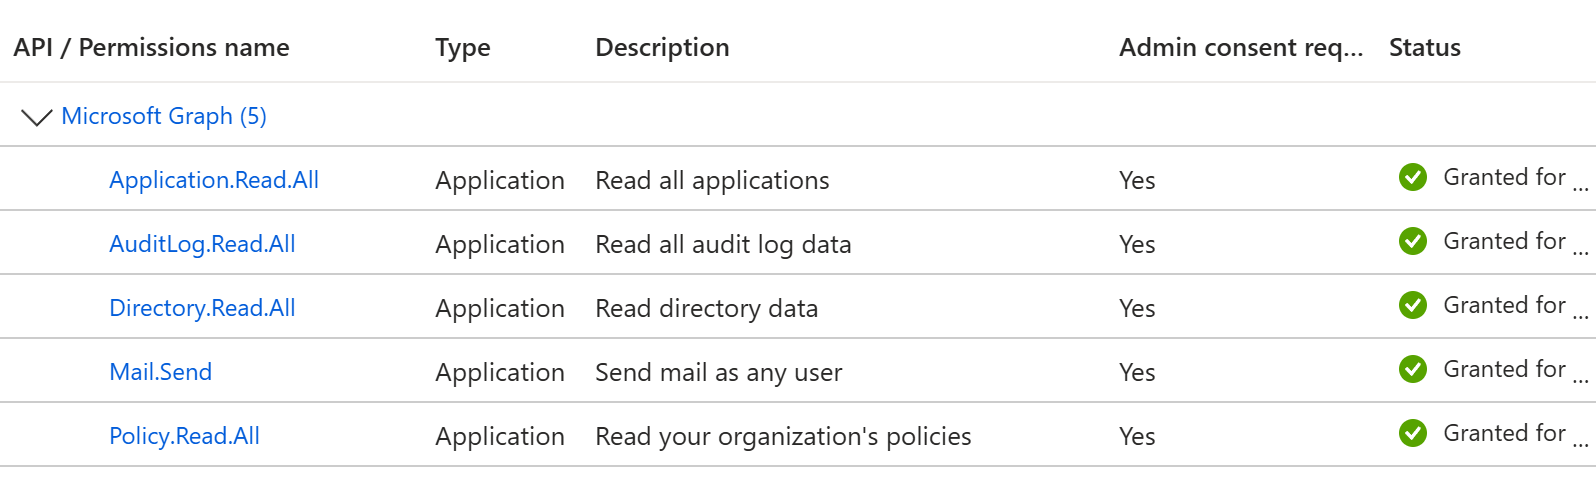 API / Permissions name Type Description Admin consent req... Status
Microsoft Graph (5)
Application.Read.All Application Read all applications Yes Granted for ...
AuditLog.Read.All Application Read all audit log data Yes Granted for ...
Directory.Read.All Application Read directory data Yes Granted for ...
Mail.Send Application Send mail as any user Yes Granted for ...
Policy.Read.All Application Read your organization's policies Yes Granted for ...